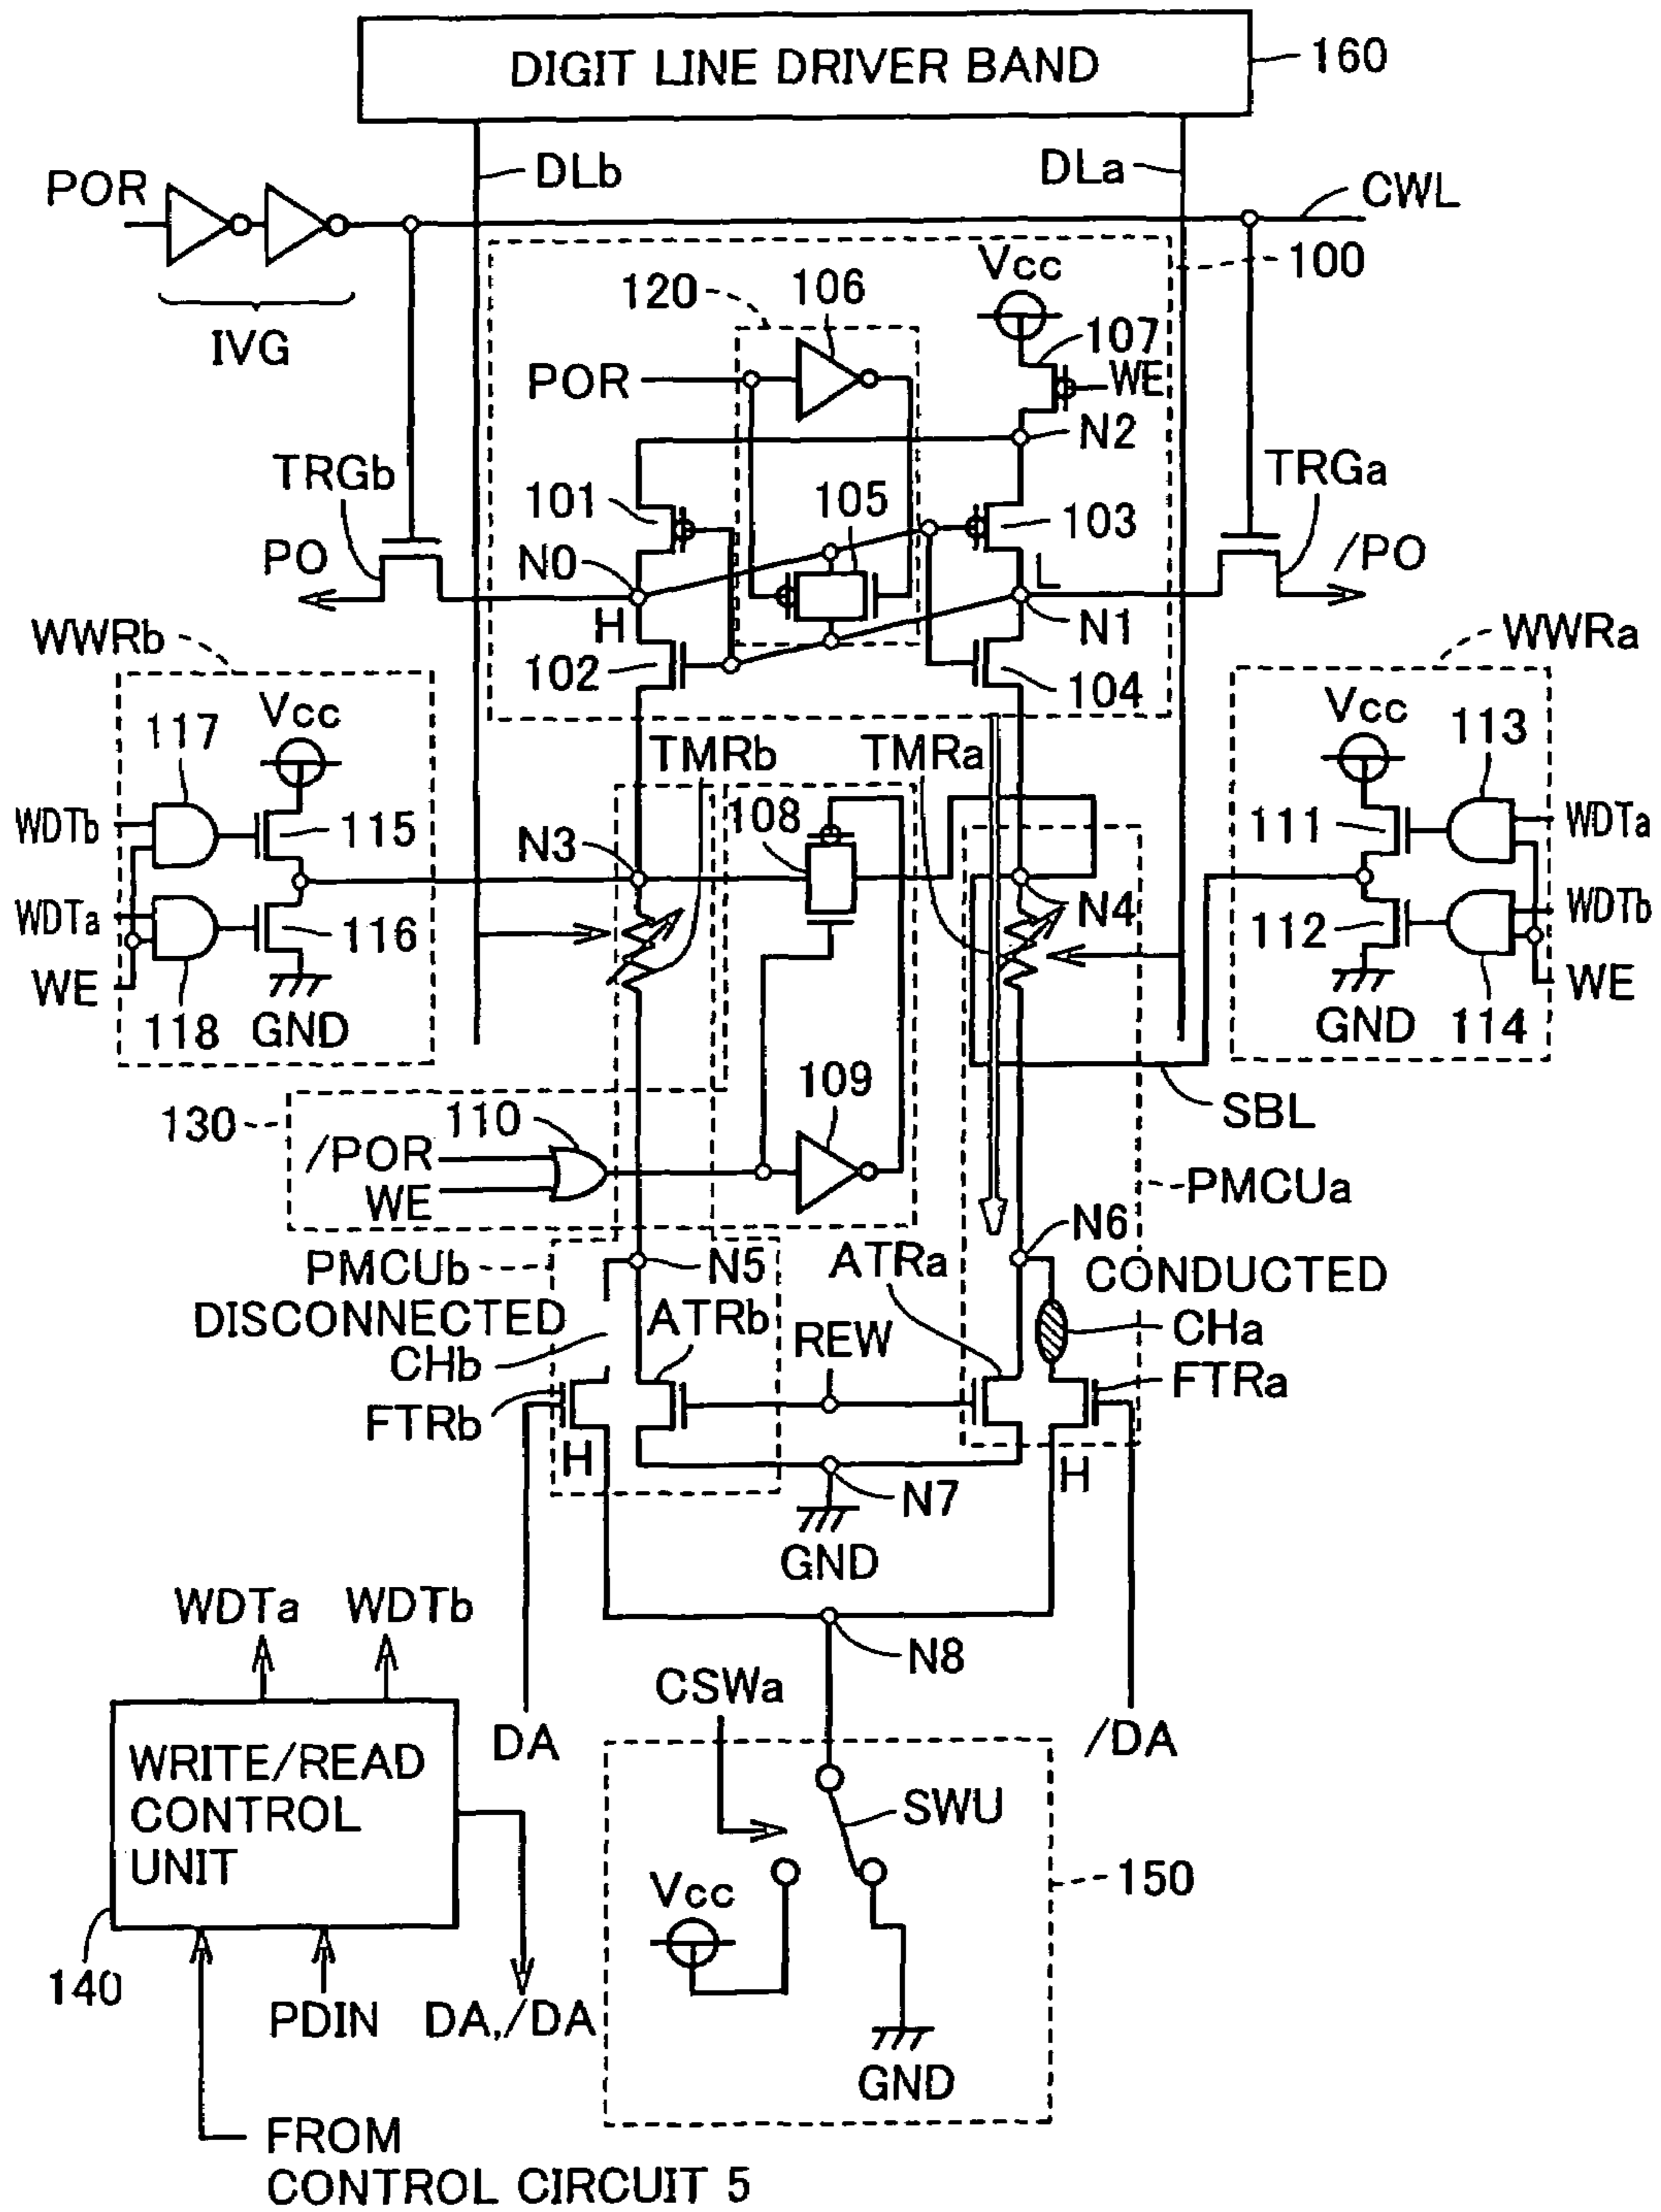 DIGIT LINE DRIVER BAND
160
DLb
DLa
POR
CWL
IVG
120
106
Vcc
100
107
POR
WE
N2
TRGb
TRGa
101
105
103
PO
N0
L
/PO
H
N1
WWRb
WWRa
102
104
117
Vcc
TMRb
TMRa
Vcc
113
WDTb
115
N3
108
111
WDTa
WDTa
116
N4
112
WDTb
WE
118
GND
GND
114
WE
109
SBL
130
110
/POR
WE
PMCUa
PMCUb
N5
ATRa
N6
CONDUCTED
DISCONNECTED
ATRb
REW
CHa
CHb
FTRa
FTRb
H
N7
H
GND
WDTa
WDTb
N8
CSWa
DA
/DA
WRITE/READ
CONTROL
UNIT
SWU
Vcc
150
140
PDIN
DA,/DA
GND
FROM
CONTROL CIRCUIT 5